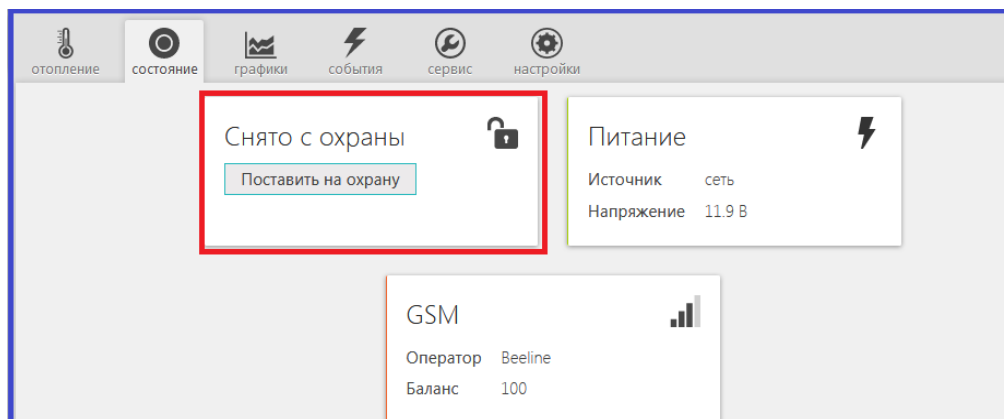 отопление состояние графики события сервис настройки
Снято с охраны
Поставить на охрану
Питание
Источник сеть
Напряжение 11.9 В
GSM
Оператор Beeline
Баланс 100